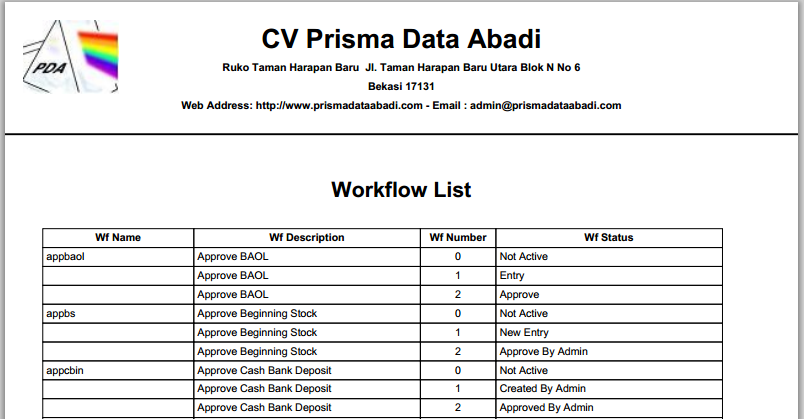 PDA
CV Prisma Data Abadi
Ruko Taman Harapan Baru Jl. Taman Harapan Baru Utara Blok N No 6
Bekasi 17131
Web Address: http://www.prismadataabadi.com - Email : admin@prismadataabadi.com
Workflow List
Wf Name Wf Description Wf Number Wf Status
appbaol Approve BAOL 0 Not Active
Approve BAOL 1 Entry
Approve BAOL 2 Approve
appbs Approve Beginning Stock 0 Not Active
Approve Beginning Stock 1 New Entry
Approve Beginning Stock 2 Approve By Admin
appcbin Approve Cash Bank Deposit 0 Not Active
Approve Cash Bank Deposit 1 Created By Admin
Approve Cash Bank Deposit 2 Approved By Admin